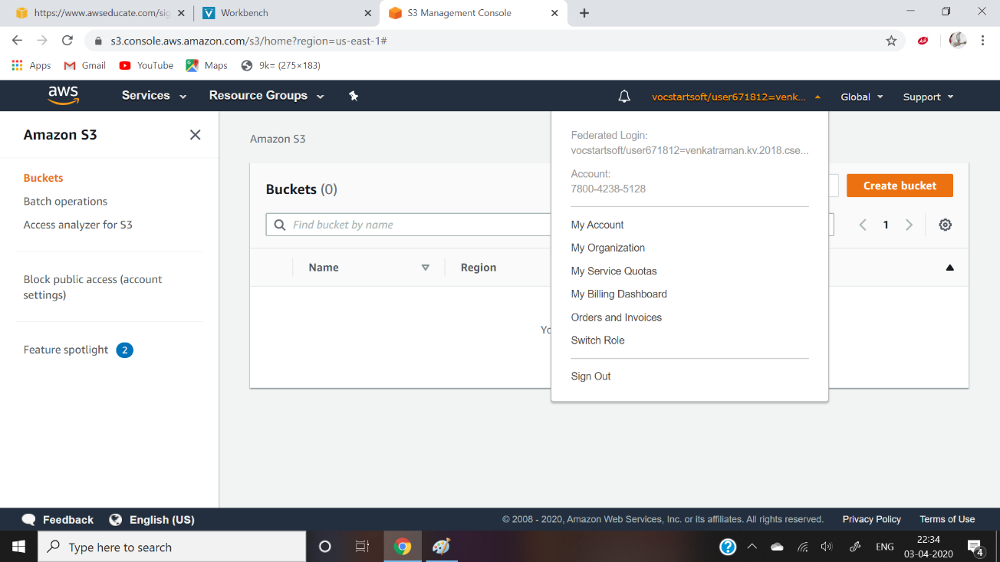 https://www.awseducate.com/sig
Workbench
S3 Management Console
s3.console.aws.amazon.com/s3/home?region=us-east-1#
Apps
Gmail
YouTube
Maps
9k= (275×183)
aws
Services
Resource Groups
vocstartsoft/user671812=venk...
Global
Support
Amazon S3
Buckets
Batch operations
Access analyzer for S3
Block public access (account
settings)
Feature spotlight 2
Amazon S3
Buckets (0)
Create bucket
Find bucket by name
1
Name
Region
Yo
Federated Login:
vocstartsoft/user671812=venkatraman.kv.2018.cse...
Account:
7800-4238-5128
My Account
My Organization
My Service Quotas
My Billing Dashboard
Orders and Invoices
Switch Role
Sign Out
Feedback
English (US)
© 2008 - 2020, Amazon Web Services, Inc. or its affiliates. All rights reserved.
Privacy Policy
Terms of Use
Type here to search
ENG
22:34
03-04-2020
4